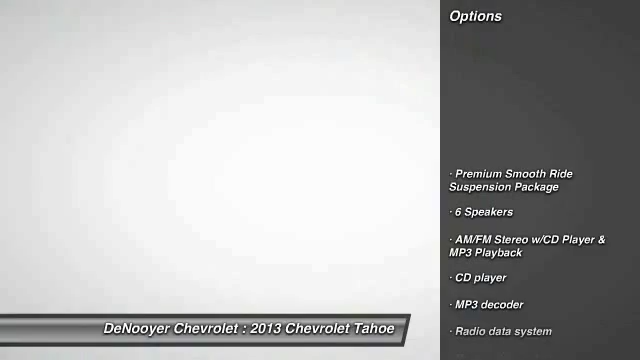 Options
· Premium Smooth Ride
Suspension Package
· 6 Speakers
· AM/FM Stereo w/CD Player &
MP3 Playback
· CD player
· MP3 decoder
· Radio data system
DeNooyer Chevrolet : 2013 Chevrolet Tahoe